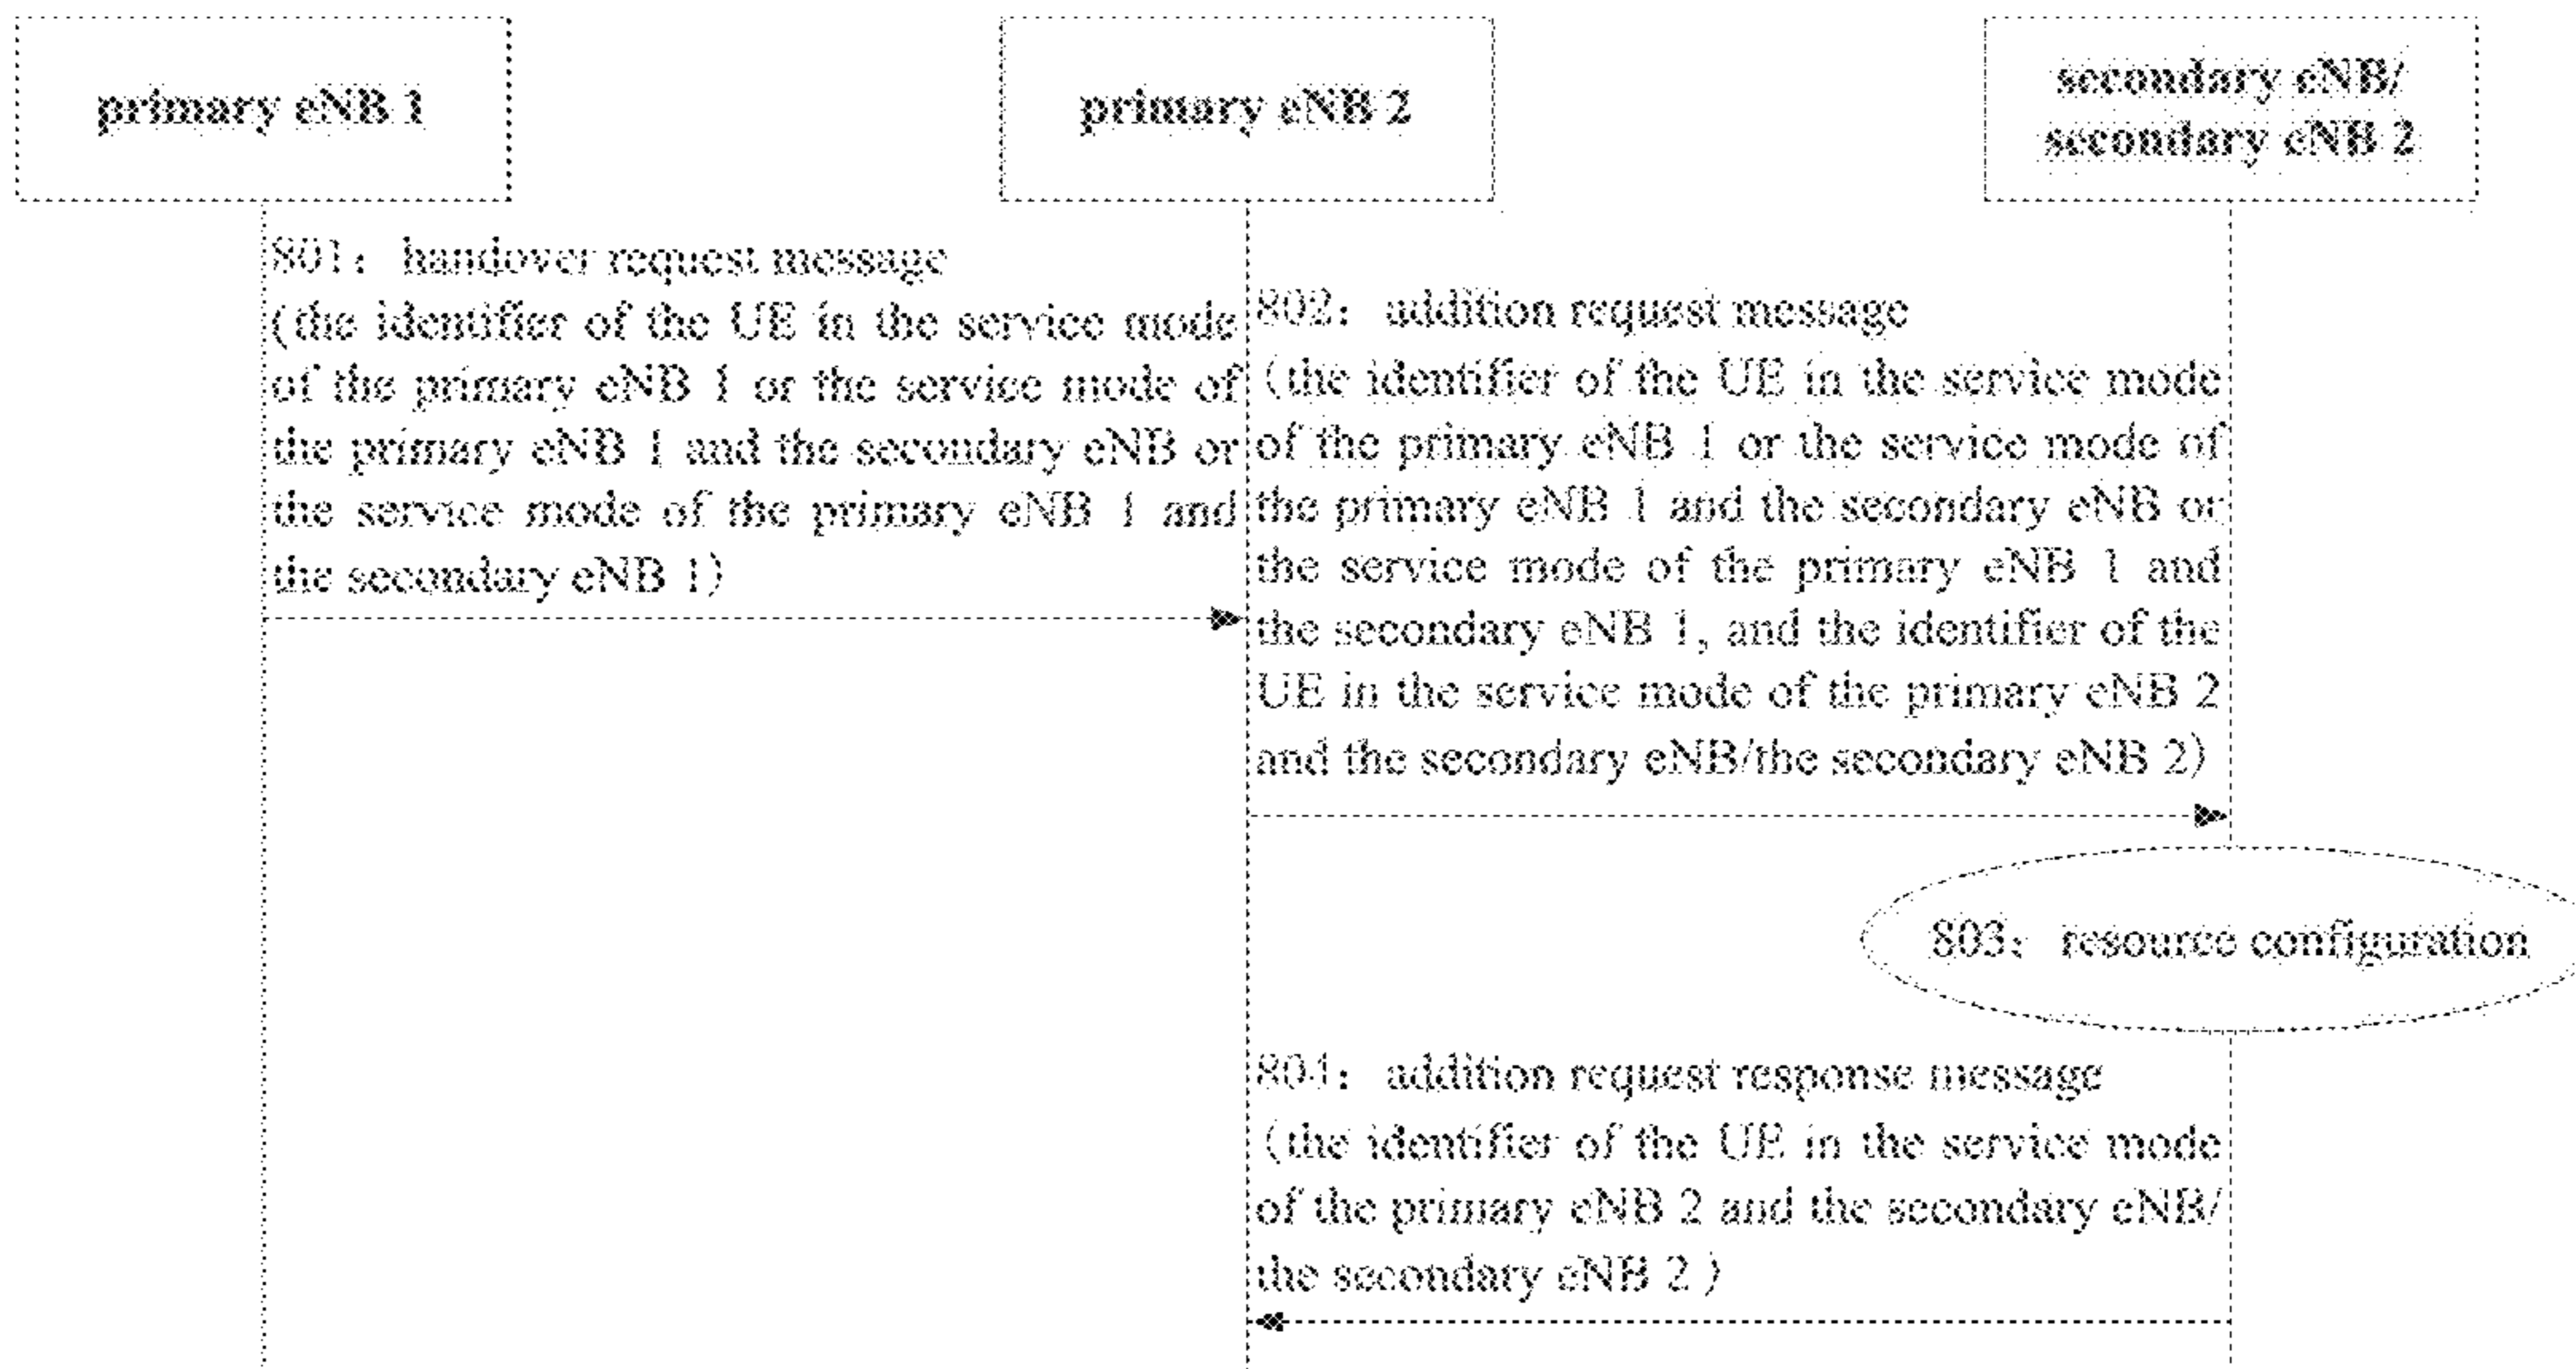 primary eNB 1
primary eNB 2
secondary eNB/
secondary eNB 2
801: handover request message
(the identifier of the UE in the service mode
of the primary eNB 1 or the service mode of
the primary eNB 1 and the secondary eNB or
the service mode of the primary eNB 1 and
the secondary eNB 1)
802: addition request message
(the identifier of the UE in the service mode
of the primary eNB 1 or the service mode of
the primary eNB 1 and the secondary eNB or
the service mode of the primary eNB 1 and
the secondary eNB 1, and the identifier of the
UE in the service mode of the primary eNB 2
and the secondary eNB/the secondary eNB 2)
803: resource configuration
804: addition request response message
(the identifier of the UE in the service mode
of the primary eNB 2 and the secondary eNB/
the secondary eNB 2 )